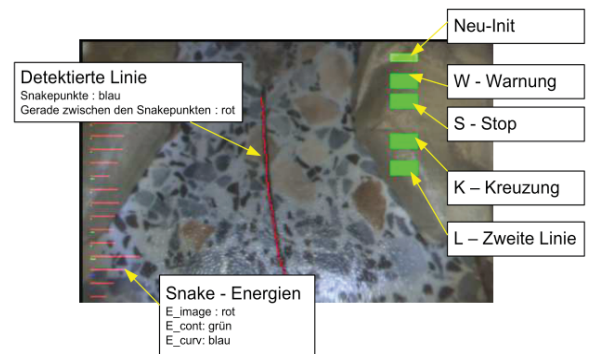 Neu-Init
Detektierte Linie
Snakepunkte : blau
Gerade zwischen den Snakepunkten : rot
W - Warnung
S - Stop
K – Kreuzung
L – Zweite Linie
Snake - Energien
E_image : rot
E_cont: grün
E_curv: blau